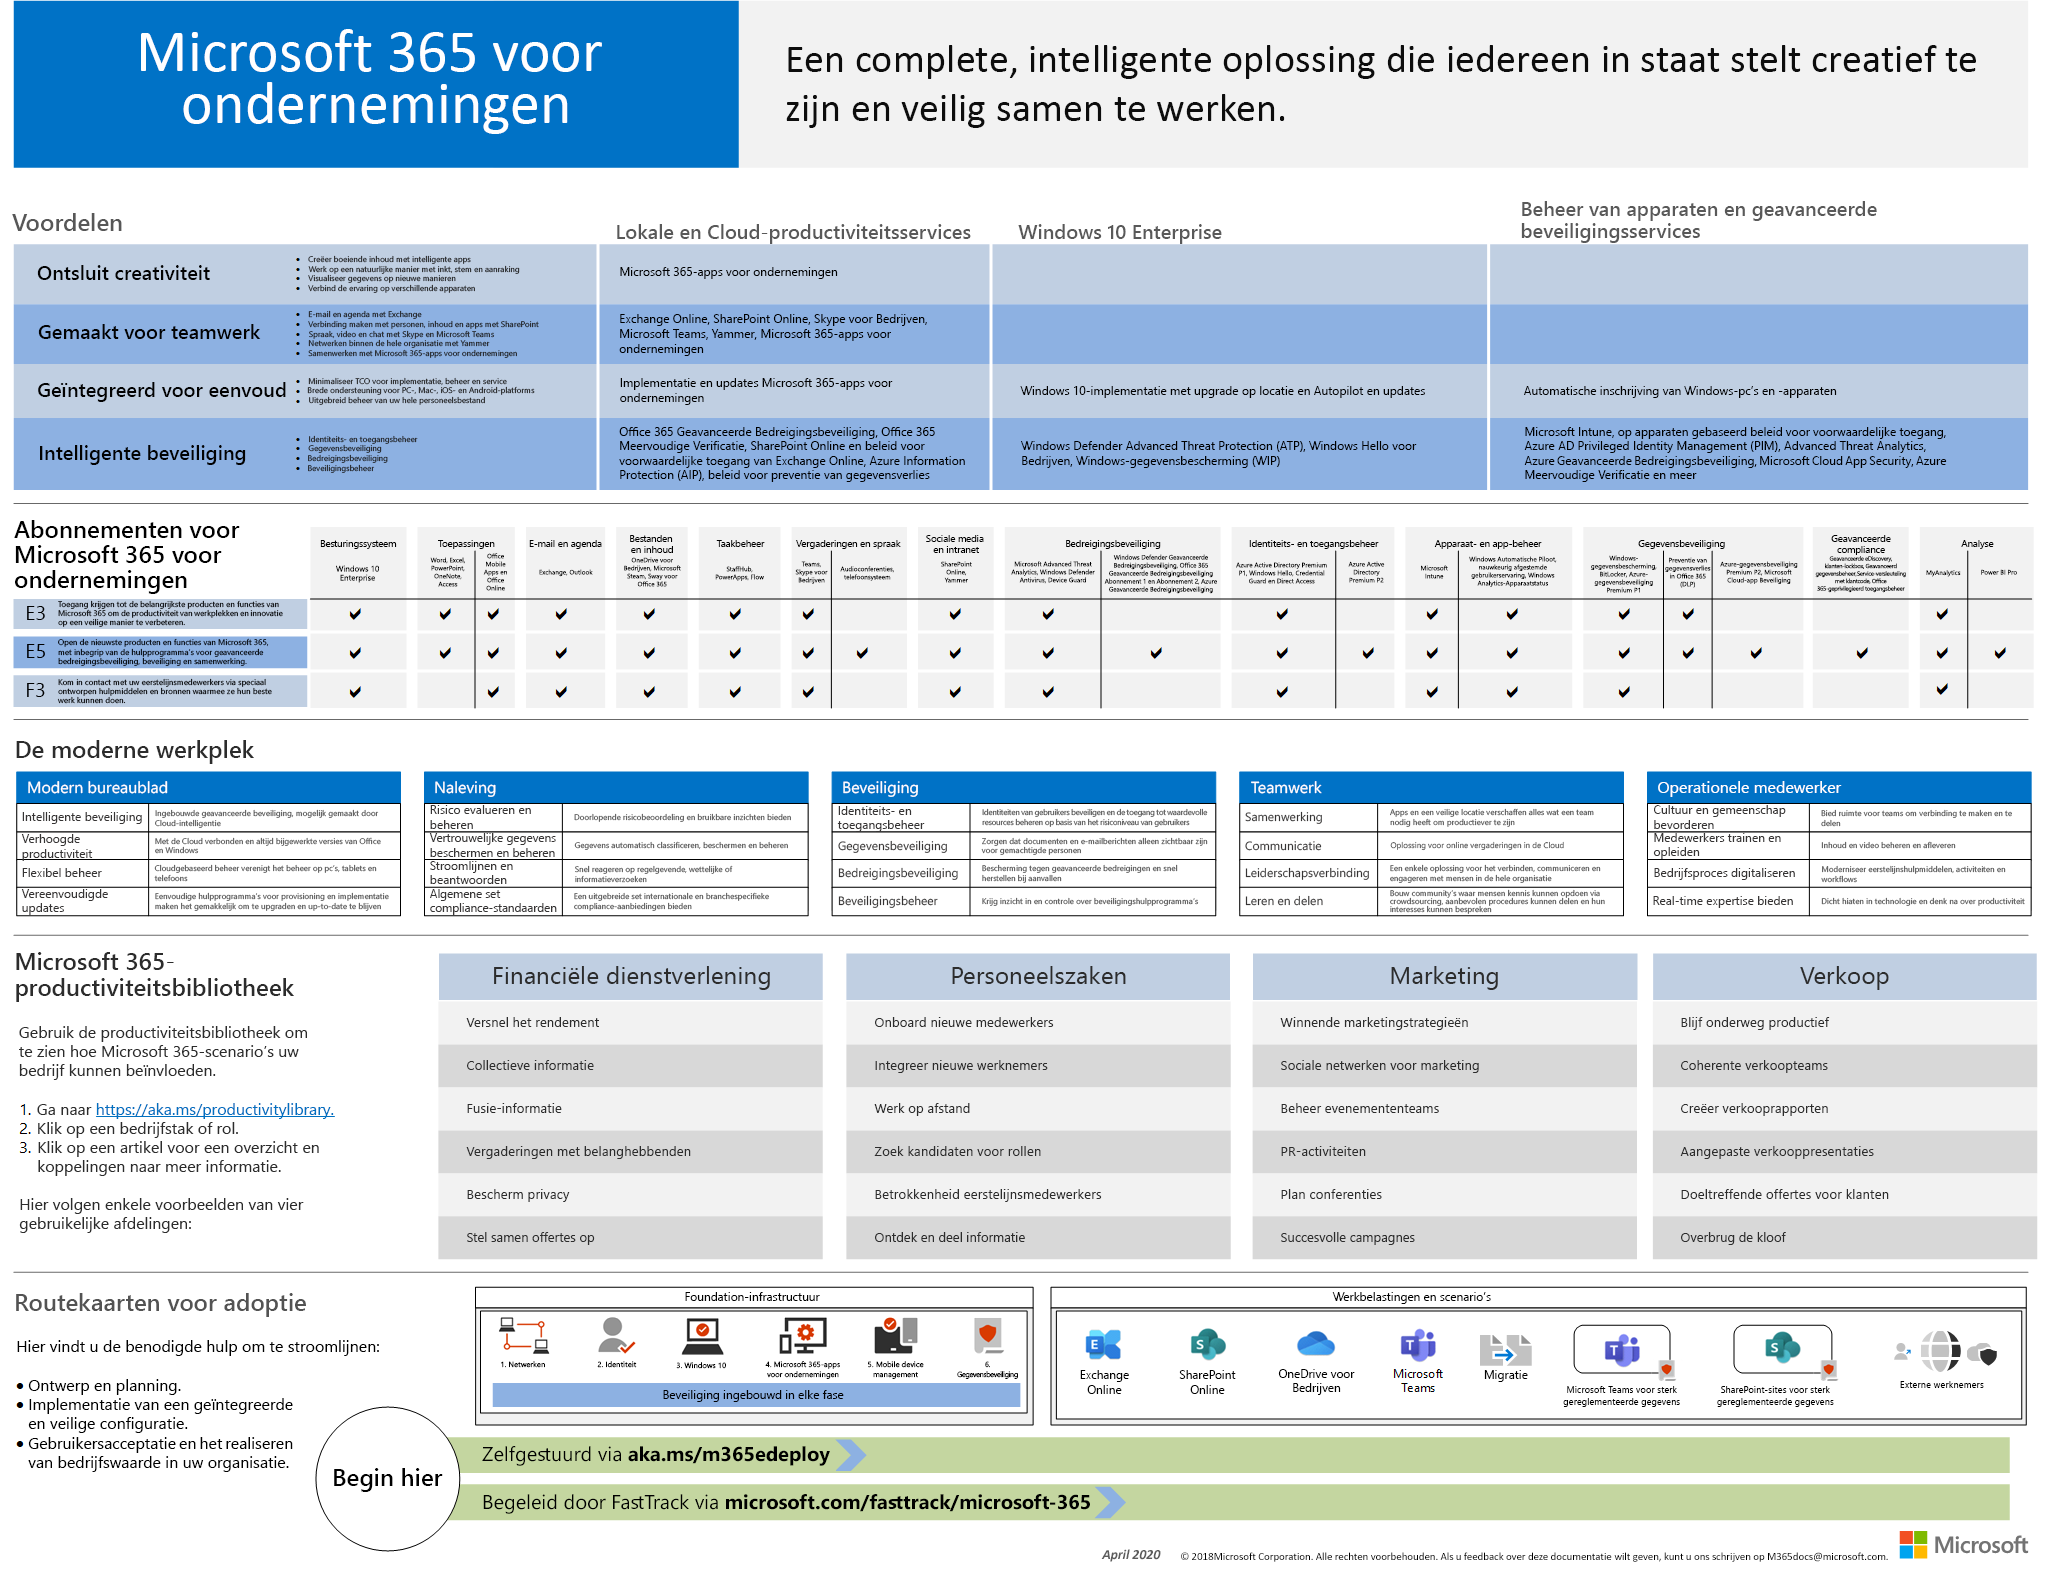 Microsoft 365 voor
ondernemingen
Een complete, intelligente oplossing die iedereen in staat stelt creatief te
zijn en veilig samen te werken.
Voordelen
Lokale en Cloud-productiviteitsservices
Windows 10 Enterprise
Beheer van apparaten en geavanceerde
beveiligingsservices
Ontsluit creativiteit
• Creëer boeiende inhoud met intelligente apps
• Werk op een natuurlijke manier met inkt, stem en aanraking
• Visualiseer gegevens op nieuwe manieren
• Verbind de ervaring op verschillende apparaten
Microsoft 365-apps voor ondernemingen
Gemaakt voor teamwerk
• E-mail en agenda met Exchange
• Verbinding maken met personen, inhoud en apps met SharePoint
• Spraak, video en chat met Skype en Microsoft Teams
• Netwerken binnen de hele organisatie met Yammer
• Samenwerken met Microsoft 365-apps voor ondernemingen
Exchange Online, SharePoint Online, Skype voor Bedrijven,
Microsoft Teams, Yammer, Microsoft 365-apps voor
ondernemingen
Geïntegreerd voor eenvoud
• Minimaliseer TCO voor implementatie, beheer en service
• Brede ondersteuning voor PC-, Mac-, iOS- en Android-platforms
• Uitgebreid beheer van uw hele personeelsbestand
Implementatie en updates Microsoft 365-apps voor
ondernemingen
Windows 10-implementatie met upgrade op locatie en Autopilot en updates
Automatische inschrijving van Windows-pc's en -apparaten
Intelligente beveiliging
• Identiteits- en toegangsbeheer
• Gegevensbeveiliging
• Bedreigingsbeveiliging
• Beveiligingsbeheer
Office 365 Geavanceerde Bedreigingsbeveiliging, Office 365
Meervoudige Verificatie, SharePoint Online en beleid voor
voorwaardelijke toegang van Exchange Online, Azure Information
Protection (AIP), beleid voor preventie van gegevensverlies
Windows Defender Advanced Threat Protection (ATP), Windows Hello voor
Bedrijven, Windows-gegevensbescherming (WIP)
Microsoft Intune, op apparaten gebaseerd beleid voor voorwaardelijke toegang,
Azure AD Privileged Identity Management (PIM), Advanced Threat Analytics,
Azure Geavanceerde Bedreigingsbeveiliging, Microsoft Cloud App Security, Azure
Meervoudige Verificatie en meer
Abonnementen voor
Microsoft 365 voor
ondernemingen
Besturingssysteem
Windows 10
Enterprise
Toepassingen
Word, Excel,
PowerPoint,
OneNote,
Access
Office
Mobile
Apps en
Office
Online
E-mail en agenda
Exchange, Outlook
Bestanden
en inhoud
OneDrive voor
Bedrijven, Microsoft
Steam, Sway voor
Office 365
Taakbeheer
StaffHub,
PowerApps, Flow
Vergaderingen en spraak
Teams,
Skype voor
Bedrijven
Audioconferenties,
telefoonsysteem
Sociale media
en intranet
SharePoint
Online,
Yammer
Bedreigingsbeveiliging
Microsoft Advanced Threat
Analytics, Windows Defender
Antivirus, Device Guard
Windows Defender Geavanceerde
Bedreigingsbeveiliging, Office 365
Geavanceerde Bedreigingsbeveiliging
Abonnement 1 en Abonnement 2, Azure
Geavanceerde Bedreigingsbeveiliging
Identiteits- en toegangsbeheer
Azure Active Directory Premium
P1, Windows Hello, Credential
Guard en Direct Access
Azure Active
Directory
Premium P2
Apparaat- en app-beheer
Microsoft
Intune
Windows Automatische Piloot,
nauwkeurig afgestemde
gebruikerservaring, Windows
Analytics-Apparaatstatus
Gegevensbeveiliging
Windows-
gegevensbescherming,
BitLocker, Azure-
gegevensbeveiliging
Premium P1
Preventie van
gegevensverlies
in Office 365
(DLP)
Azure-gegevensbeveiliging
Premium P2, Microsoft
Cloud-app Beveiliging
Geavanceerde
compliance
Geavanceerde eDiscovery,
klanten-lockbox, Geavanceerd
gegevensbeheer, Service-versleuteling
met klantcode, Office
365-geprivilegieerd toegangsbeheer
Analyse
MyAnalytics
Power BI Pro
E3
Toegang krijgen tot de belangrijkste producten en functies van
Microsoft 365 om de productiviteit van werkplekken en innovatie
op een veilige manier te verbeteren.
E5
Open de nieuwste producten en functies van Microsoft 365,
met inbegrip van de hulpprogramma's voor geavanceerde
bedreigingsbeveiliging, beveiliging en samenwerking.
F3
Kom in contact met uw eerstelijnsmedewerkers via speciaal
ontworpen hulpmiddelen en bronnen waarmee ze hun beste
werk kunnen doen.
De moderne werkplek
Modern bureaublad
Intelligente beveiliging
Ingebouwde geavanceerde beveiliging, mogelijk gemaakt door
Cloud-intelligentie
Verhoogde
productiviteit
Met de Cloud verbonden en altijd bijgewerkte versies van Office
en Windows
Flexibel beheer
Cloudgebaseerd beheer verenigt het beheer op pc's, tablets en
telefoons
Vereenvoudigde
updates
Eenvoudige hulpprogramma's voor provisioning en implementatie
maken het gemakkelijk om te upgraden en up-to-date te blijven
Naleving
Risico evalueren en
beheren
Doorlopende risicobeoordeling en bruikbare inzichten bieden
Vertrouwelijke gegevens
beschermen en beheren
Gegevens automatisch classificeren, beschermen en beheren
Stroomlijnen en
beantwoorden
Snel reageren op regelgevende, wettelijke of
informatieverzoeken
Algemene set
compliance-standaarden
Een uitgebreide set internationale en branchespecifieke
compliance-aanbiedingen bieden
Beveiliging
Identiteits- en
toegangsbeheer
Identiteiten van gebruikers beveiligen en de toegang tot waardevolle
resources beheren op basis van het risiconiveau van gebruikers
Gegevensbeveiliging
Zorgen dat documenten en e-mailberichten alleen zichtbaar zijn
voor gemachtigde personen
Bedreigingsbeveiliging
Bescherming tegen geavanceerde bedreigingen en snel
herstellen bij aanvallen
Beveiligingsbeheer
Krijg inzicht in en controle over beveiligingshulpprogramma's
Teamwerk
Samenwerking
Apps en een veilige locatie verschaffen alles wat een team
nodig heeft om productiever te zijn
Communicatie
Oplossing voor online vergaderingen in de Cloud
Leiderschapsverbinding
Een enkele oplossing voor het verbinden, communiceren en
engageren met mensen in de hele organisatie
Leren en delen
Bouw community's waar mensen kennis kunnen opdoen via
crowdsourcing, aanbevolen procedures kunnen delen en hun
interesses kunnen bespreken
Operationele medewerker
Cultuur en gemeenschap
bevorderen
Bied ruimte voor teams om verbinding te maken en te
delen
Medewerkers trainen en
opleiden
Inhoud en video beheren en afleveren
Bedrijfsproces digitaliseren
Moderniseer eerstelijnshulpmiddelen, activiteiten en
workflows
Real-time expertise bieden
Dicht hiaten in technologie en denk na over productiviteit
Microsoft 365-
productiviteitsbibliotheek
Gebruik de productiviteitsbibliotheek om
te zien hoe Microsoft 365-scenario's uw
bedrijf kunnen beïnvloeden.
1. Ga naar https://aka.ms/productivitylibrary.
2. Klik op een bedrijfstak of rol.
3. Klik op een artikel voor een overzicht en
koppelingen naar meer informatie.
Hier volgen enkele voorbeelden van vier
gebruikelijke afdelingen:
Financiële dienstverlening
Versnel het rendement
Collectieve informatie
Fusie-informatie
Vergaderingen met belanghebbenden
Bescherm privacy
Stel samen offertes op
Personeelszaken
Onboard nieuwe medewerkers
Integreer nieuwe werknemers
Werk op afstand
Zoek kandidaten voor rollen
Betrokkenheid eerstelijnsmedewerkers
Ontdek en deel informatie
Marketing
Winnende marketingstrategieën
Sociale netwerken voor marketing
Beheer evenemententeams
PR-activiteiten
Plan conferenties
Succesvolle campagnes
Verkoop
Blijf onderweg productief
Coherente verkoopteams
Creëer verkooprapporten
Aangepaste verkooppresentaties
Doeltreffende offertes voor klanten
Overbrug de kloof
Routekaarten voor adoptie
Hier vindt u de benodigde hulp om te stroomlijnen:
• Ontwerp en planning.
• Implementatie van een geïntegreerde
en veilige configuratie.
• Gebruikersacceptatie en het realiseren
van bedrijfswaarde in uw organisatie.
Begin hier
Foundation-infrastructuur
1. Netwerken
2. Identiteit
3. Windows 10
4. Microsoft 365-apps
voor ondernemingen
5. Mobile device
management
6.
Gegevensbeveiliging
Beveiliging ingebouwd in elke fase
Werkbelastingen en scenario's
Exchange
Online
SharePoint
Online
OneDrive voor
Bedrijven
Microsoft
Teams
Migratie
Microsoft Teams voor sterk
gereglementeerde gegevens
SharePoint-sites voor sterk
gereglementeerde gegevens
Externe werknemers
Zelfgestuurd via aka.ms/m365edeploy
Begeleid door FastTrack via microsoft.com/fasttrack/microsoft-365
April 2020
© 2018Microsoft Corporation. Alle rechten voorbehouden. Als u feedback over deze documentatie wilt geven, kunt u ons schrijven op M365docs@microsoft.com.
Microsoft